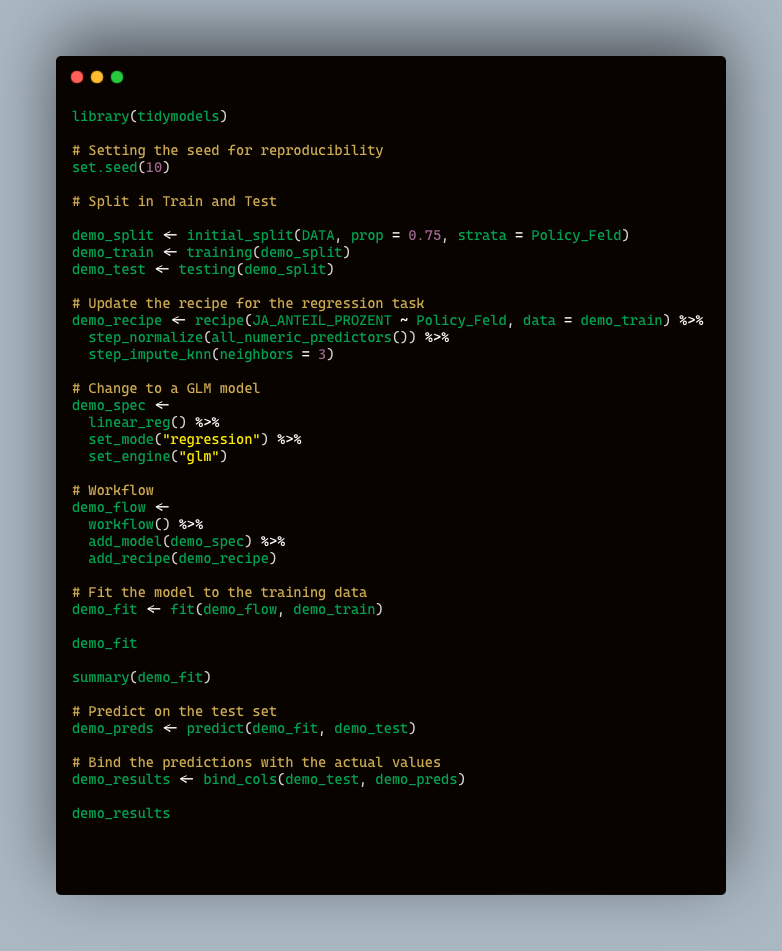 library(tidymodels)
# Setting the seed for reproducibility
set.seed(10)
# Split in Train and Test
demo_split <- initial_split(DATA, prop = 0.75, strata = Policy_Feld)
demo_train <- training(demo_split)
demo_test <- testing(demo_split)
# Update the recipe for the regression task
demo_recipe <- recipe(JA_ANTEIL_PROZENT ~ Policy_Feld, data = demo_train) %>%
  step_normalize(all_numeric_predictors()) %>%
  step_impute_knn(neighbors = 3)
# Change to a GLM model
demo_spec <-
  linear_reg() %>%
  set_mode("regression") %>%
  set_engine("glm")
# Workflow
demo_flow <-
  workflow() %>%
  add_model(demo_spec) %>%
  add_recipe(demo_recipe)
# Fit the model to the training data
demo_fit <- fit(demo_flow, demo_train)
demo_fit
summary(demo_fit)
# Predict on the test set
demo_preds <- predict(demo_fit, demo_test)
# Bind the predictions with the actual values
demo_results <- bind_cols(demo_test, demo_preds)
demo_results